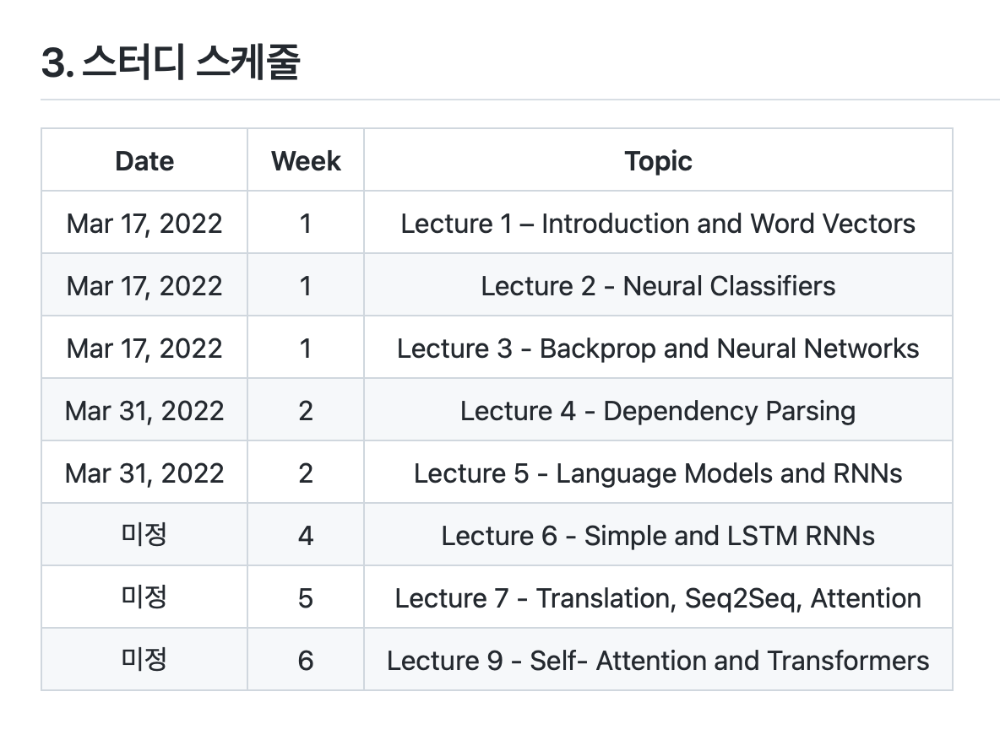 3. 스터디 스케줄
Date Week Topic
Mar 17, 2022 1 Lecture 1 – Introduction and Word Vectors
Mar 17, 2022 1 Lecture 2 - Neural Classifiers
Mar 17, 2022 1 Lecture 3 - Backprop and Neural Networks
Mar 31, 2022 2 Lecture 4 - Dependency Parsing
Mar 31, 2022 2 Lecture 5 - Language Models and RNNs
미정 4 Lecture 6 - Simple and LSTM RNNs
미정 5 Lecture 7 - Translation, Seq2Seq, Attention
미정 6 Lecture 9 - Self- Attention and Transformers